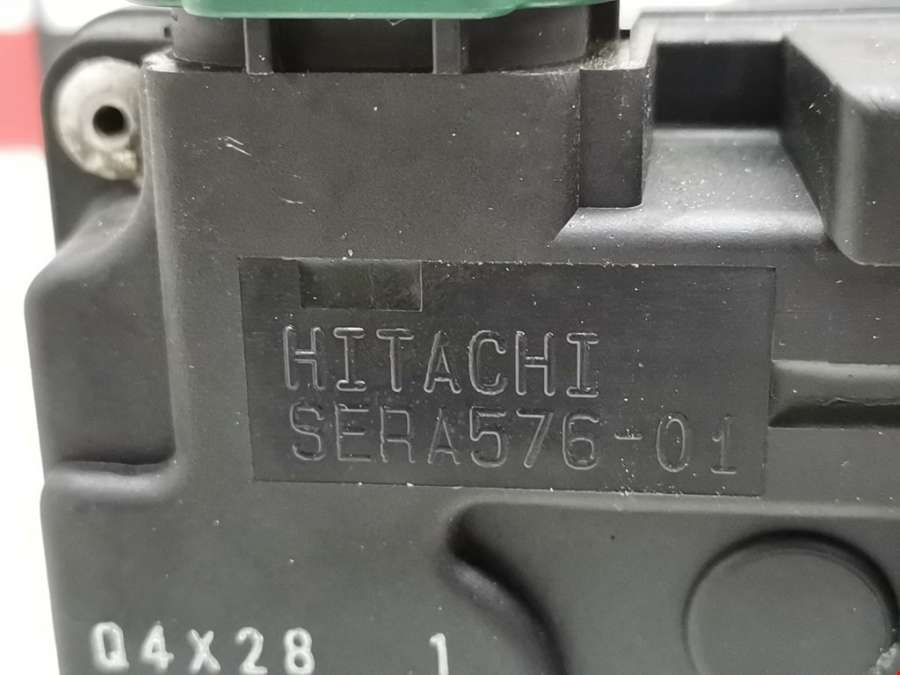 HITACHI
SERA576-01
Q4X28 1